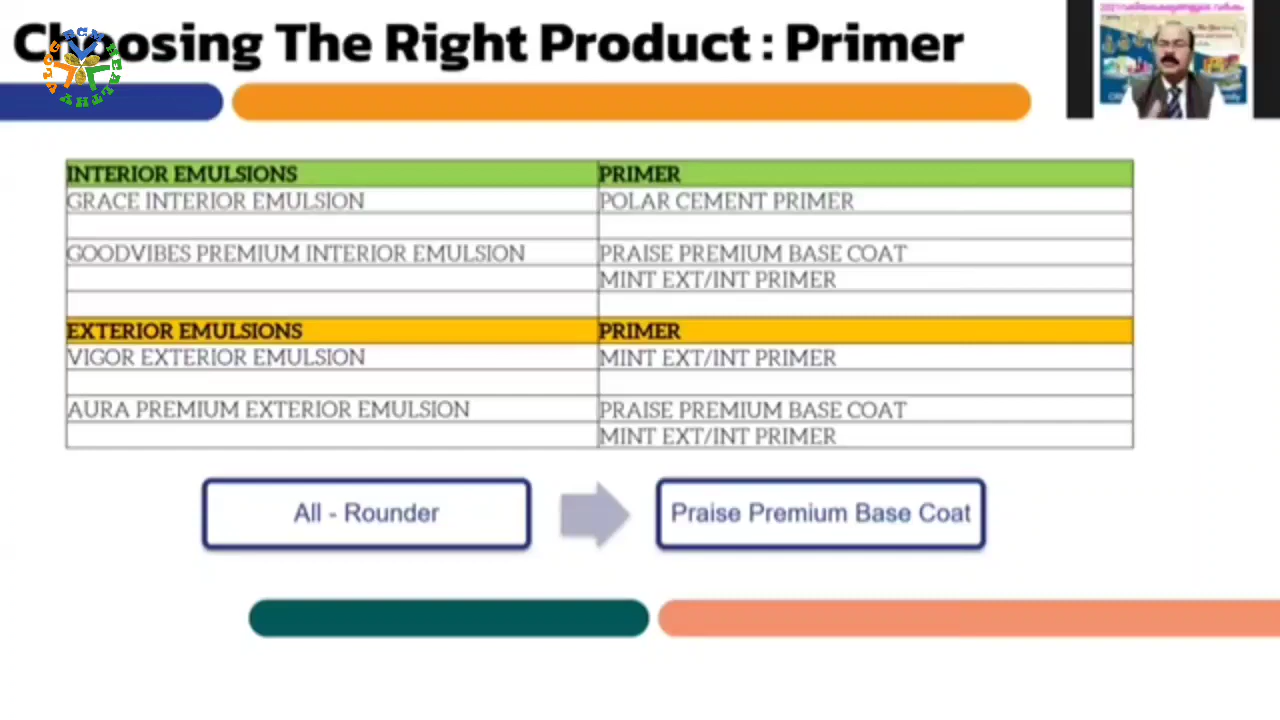 Choosing The Right Product : Primer
INTERIOR EMULSIONS PRIMER
GRACE INTERIOR EMULSION POLAR CEMENT PRIMER
GOODVIBES PREMIUM INTERIOR EMULSION PRAISE PREMIUM BASE COAT
MINT EXT/INT PRIMER
EXTERIOR EMULSIONS PRIMER
VIGOR EXTERIOR EMULSION MINT EXT/INT PRIMER
AURA PREMIUM EXTERIOR EMULSION PRAISE PREMIUM BASE COAT
MINT EXT/INT PRIMER
All - Rounder Praise Premium Base Coat